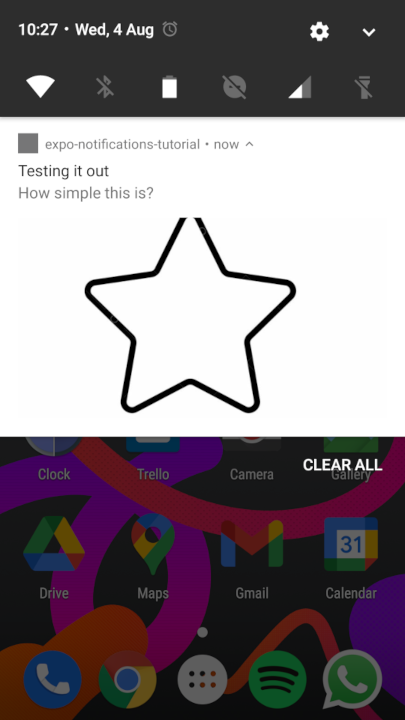 10:27 • Wed, 4 Aug
expo-notifications-tutorial • now
Testing it out
How simple this is?
CLEAR ALL
Clock Trello Camera Gallery
31
Drive Maps Gmail Calendar